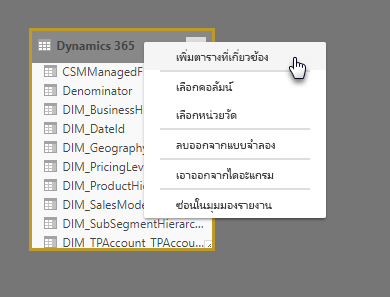 Dynamics 365
CSMManagedF
Denominator
DIM_BusinessH
DIM_DateId
DIM_Geography
DIM_PricingLev
DIM_ProductHie
DIM_SalesMode
DIM_SubSegmentHierarc...
DIM_TPAccount_TPAccou...
เพิ่มตารางที่เกี่ยวข้อง
เลือกคอลัมน์
เลือกหน่วยวัด
ลบออกจากแบบจำลอง
เอาออกจากไดอะแกรม
ซ่อนในมุมมองรายงาน